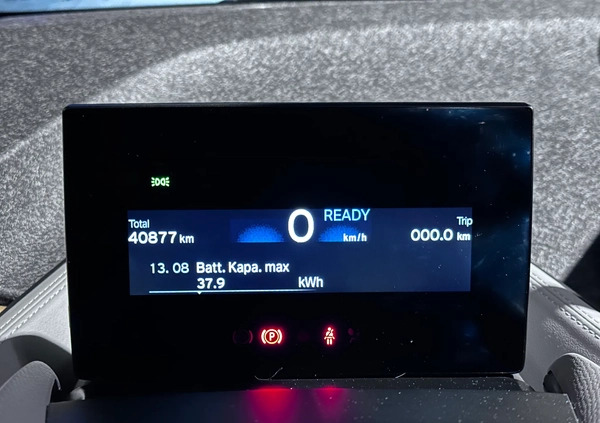 READY
Total
0
Trip
40877 km
km/h
000.0 km
13. 08 Batt. Kapa. max
37.9 kWh
P